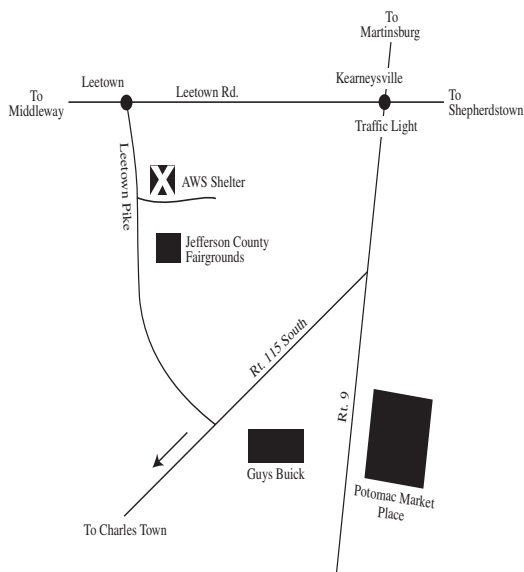 To
Martinsburg
Leetown
Kearneysville
To
Middleway
Leetown Rd.
To
Shepherdstown
Traffic Light
Leetown Pike
AWS Shelter
Jefferson County
Fairgrounds
Rt. 115 South
Rt. 9
Guys Buick
Potomac Market
Place
To Charles Town